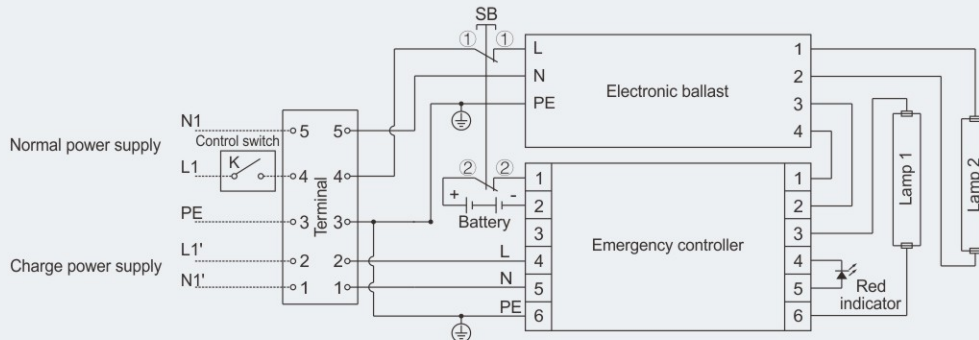 SB
① ①
L
N
PE
Electronic ballast
1
2
3
4
Normal power supply
N1
Control switch
K
L1
PE
Charge power supply
L1'
N1'
5 5
4 4
3 3
2 2
1 1
Terminal
② ②
+ -
Battery
L
N
PE
1
2
3
4
5
6
Emergency controller
1
2
3
4
5
6
Red
indicator
Lamp 1
Lamp 2